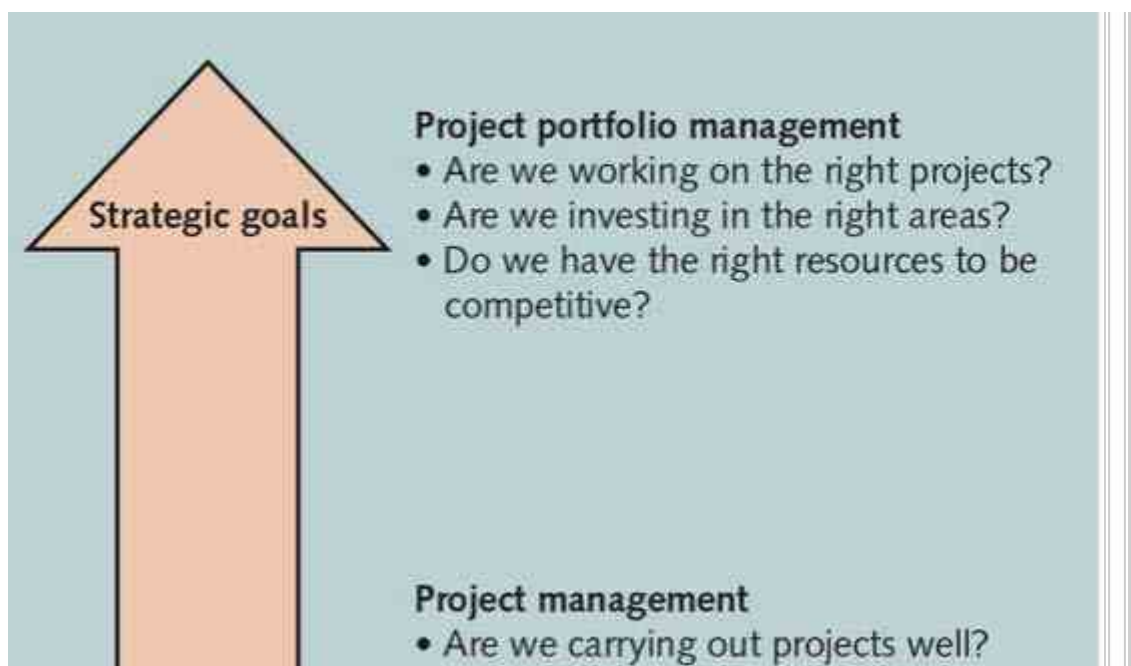 Project portfolio management
• Are we working on the right projects?
• Are we investing in the right areas?
Strategic goals
• Do we have the right resources to be
competitive?
Project management
• Are we carrying out projects well?